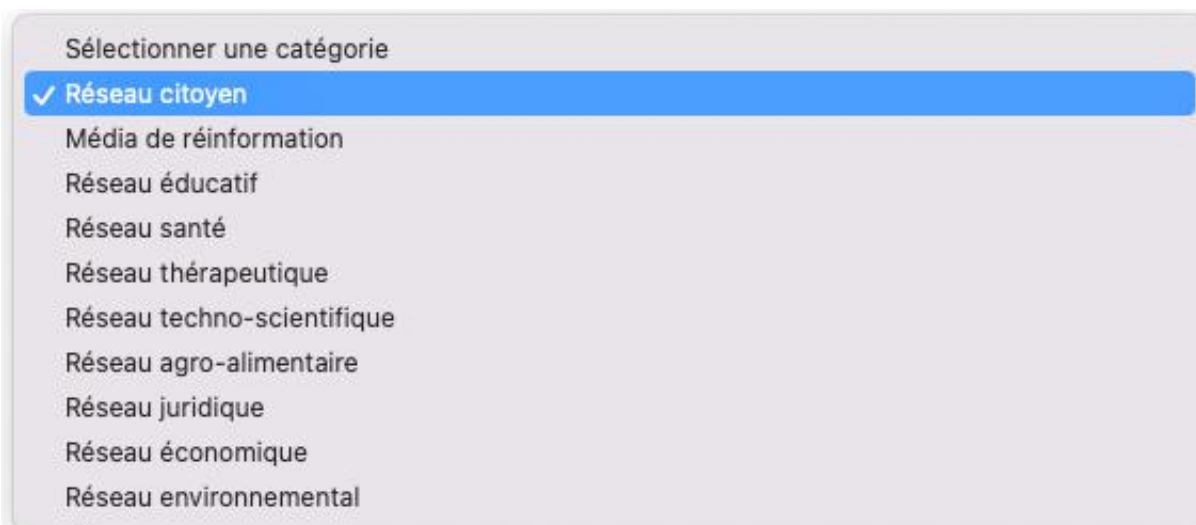 Sélectionner une catégorie
✓ Réseau citoyen
Média de réinformation
Réseau éducatif
Réseau santé
Réseau thérapeutique
Réseau techno-scientifique
Réseau agro-alimentaire
Réseau juridique
Réseau économique
Réseau environnemental